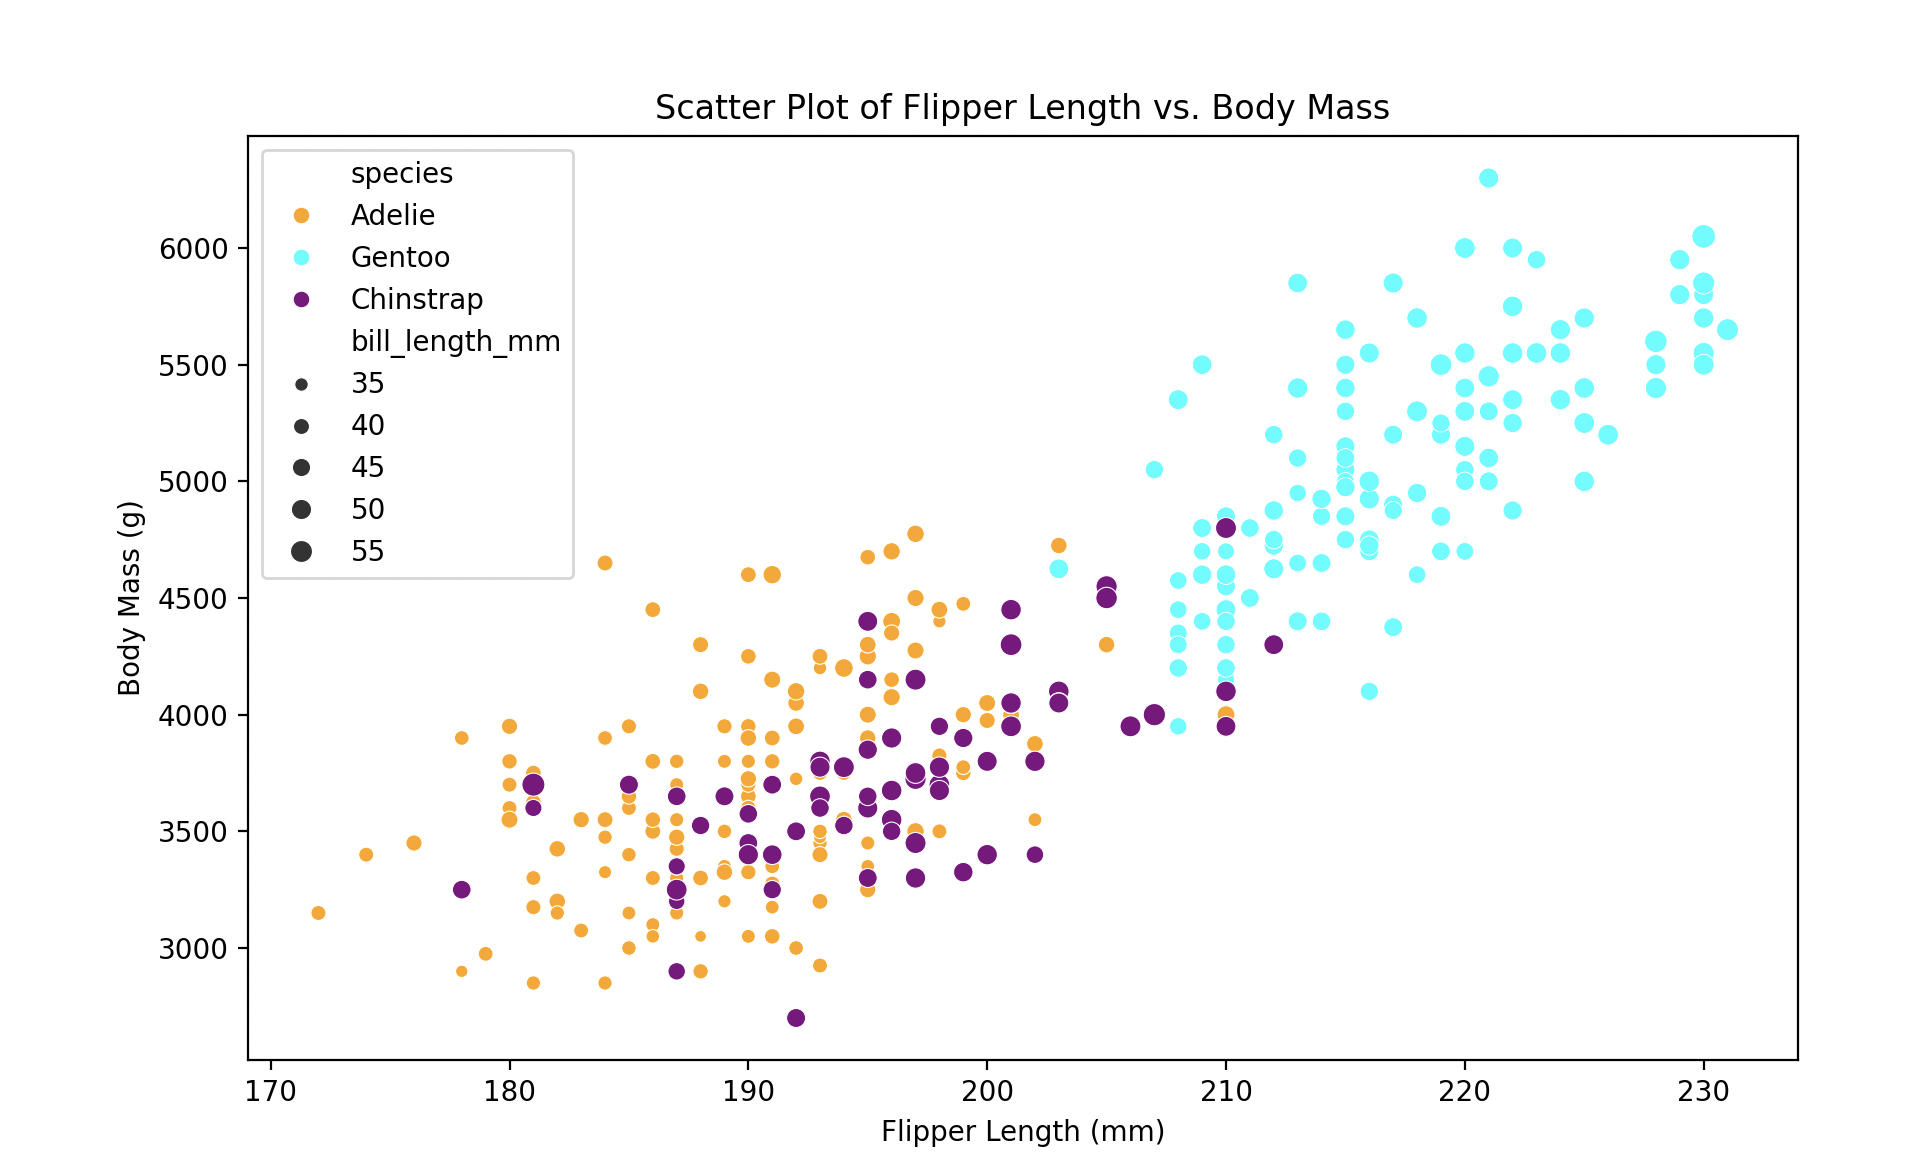 Scatter Plot of Flipper Length vs. Body Mass
species
Adelie
Gentoo
Chinstrap
bill_length_mm
35
40
45
50
55
Body Mass (g)
6000
5500
5000
4500
4000
3500
3000
170 180 190 200 210 220 230
Flipper Length (mm)